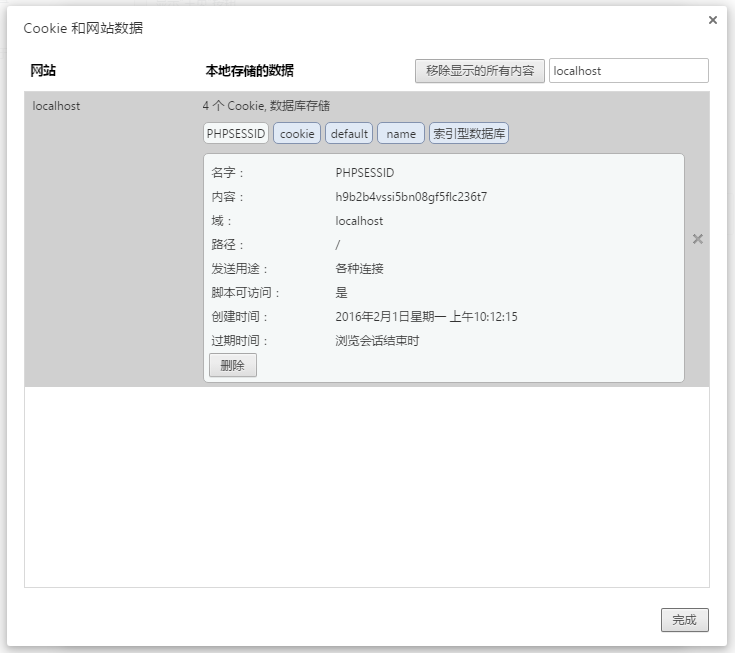 Cookie 和网站数据
网站 本地存储的数据 移除显示的所有内容 localhost
localhost 4 个 Cookie, 数据库存储
PHPSESSID cookie default name 索引型数据库
名字： PHPSESSID
内容： h9b2b4vssi5bn08gf5flc236t7
域： localhost
路径： /
发送用途： 各种连接
脚本可访问： 是
创建时间： 2016年2月1日星期一 上午10:12:15
过期时间： 浏览会话结束时
删除
完成